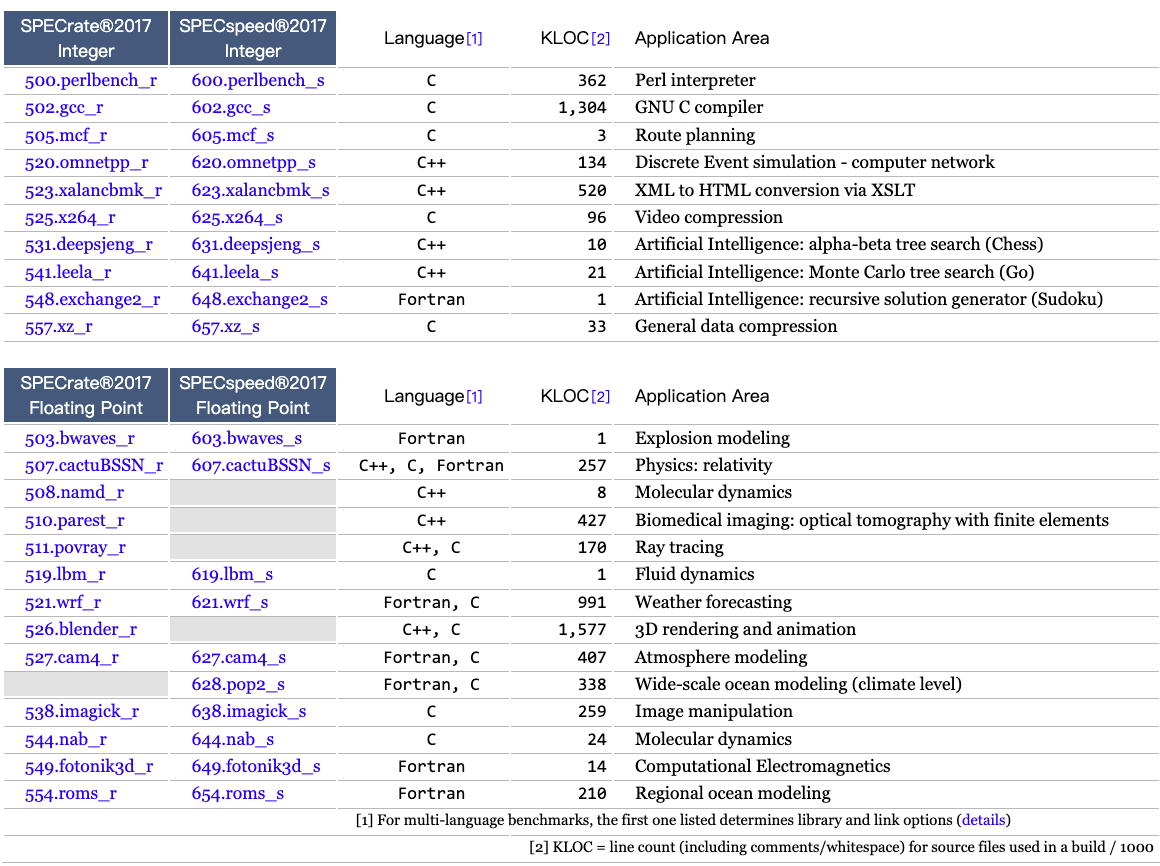 SPECrate®2017 Integer SPECspeed®2017 Integer Language[1] KLOC[2] Application Area
500.perlbench_r 600.perlbench_s C 362 Perl interpreter
502.gcc_r 602.gcc_s C 1,304 GNU C compiler
505.mcf_r 605.mcf_s C 3 Route planning
520.omnetpp_r 620.omnetpp_s C++ 134 Discrete Event simulation - computer network
523.xalancbmk_r 623.xalancbmk_s C++ 520 XML to HTML conversion via XSLT
525.x264_r 625.x264_s C 96 Video compression
531.deepsjeng_r 631.deepsjeng_s C++ 10 Artificial Intelligence: alpha-beta tree search (Chess)
541.leela_r 641.leela_s C++ 21 Artificial Intelligence: Monte Carlo tree search (Go)
548.exchange2_r 648.exchange2_s Fortran 1 Artificial Intelligence: recursive solution generator (Sudoku)
557.xz_r 657.xz_s C 33 General data compression
SPECrate®2017 Floating Point SPECspeed®2017 Floating Point Language[1] KLOC[2] Application Area
503.bwaves_r 603.bwaves_s Fortran 1 Explosion modeling
507.cactuBSSN_r 607.cactuBSSN_s C++, C, Fortran 257 Physics: relativity
508.namd_r C++ 8 Molecular dynamics
510.parest_r C++ 427 Biomedical imaging: optical tomography with finite elements
511.povray_r C++, C 170 Ray tracing
519.lbm_r 619.lbm_s C 1 Fluid dynamics
521.wrf_r 621.wrf_s Fortran, C 991 Weather forecasting
526.blender_r C++, C 1,577 3D rendering and animation
527.cam4_r 627.cam4_s Fortran, C 407 Atmosphere modeling
628.pop2_s Fortran, C 338 Wide-scale ocean modeling (climate level)
538.imagick_r 638.imagick_s C 259 Image manipulation
544.nab_r 644.nab_s C 24 Molecular dynamics
549.fotonik3d_r 649.fotonik3d_s Fortran 14 Computational Electromagnetics
554.roms_r 654.roms_s Fortran 210 Regional ocean modeling
[1] For multi-language benchmarks, the first one listed determines library and link options (details)
[2] KLOC = line count (including comments/whitespace) for source files used in a build / 1000